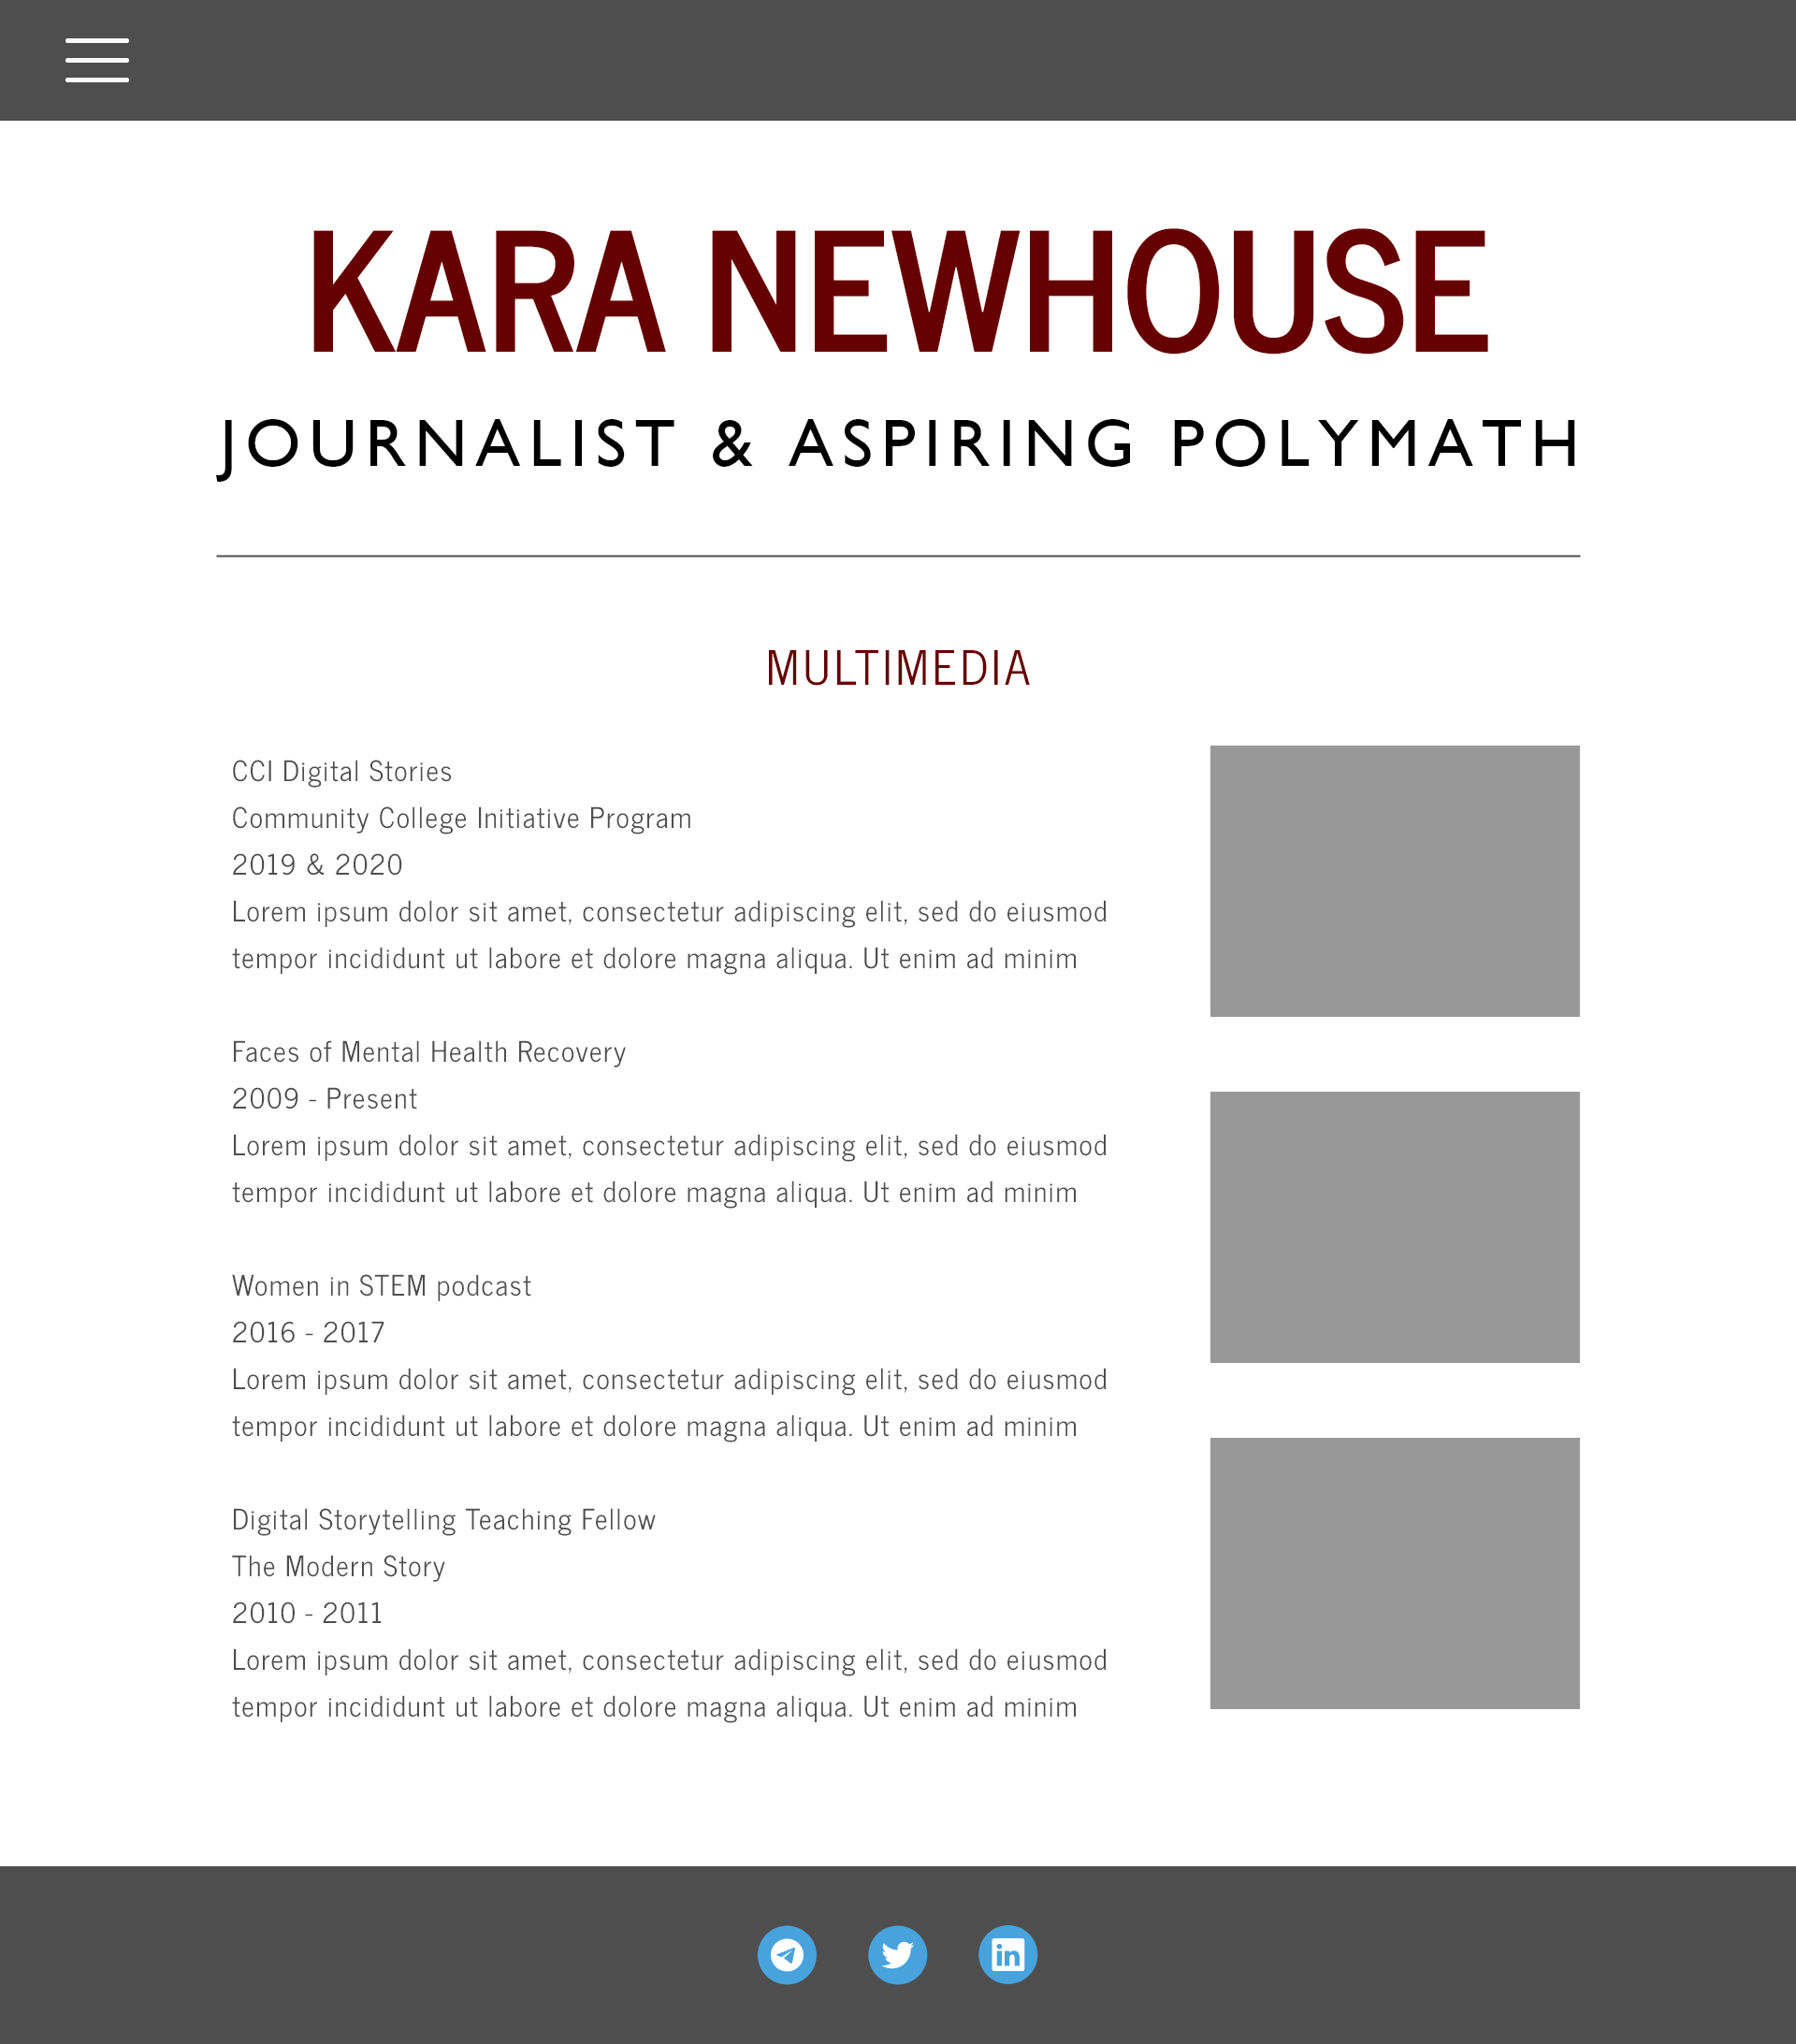 KARA NEWHOUSE
JOURNALIST & ASPIRING POLYMATH
MULTIMEDIA
CCI Digital Stories
Community College Initiative Program
2019 & 2020
Lorem ipsum dolor sit amet, consectetur adipiscing elit, sed do eiusmod
tempor incididunt ut labore et dolore magna aliqua. Ut enim ad minim
Faces of Mental Health Recovery
2009 - Present
Lorem ipsum dolor sit amet, consectetur adipiscing elit, sed do eiusmod
tempor incididunt ut labore et dolore magna aliqua. Ut enim ad minim
Women in STEM podcast
2016 - 2017
Lorem ipsum dolor sit amet, consectetur adipiscing elit, sed do eiusmod
tempor incididunt ut labore et dolore magna aliqua. Ut enim ad minim
Digital Storytelling Teaching Fellow
The Modern Story
2010 - 2011
Lorem ipsum dolor sit amet, consectetur adipiscing elit, sed do eiusmod
tempor incididunt ut labore et dolore magna aliqua. Ut enim ad minim
in